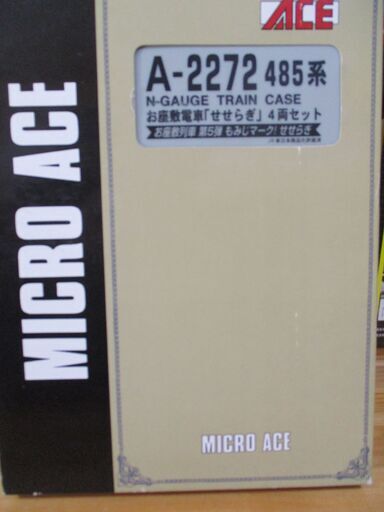 ACE
A-2272 485系
N-GAUGE TRAIN CASE
お座敷電車「せせらぎ」4両セット
お座敷列車 第5弾 もみじマーク!せせらぎ
MICRO ACE
MICRO ACE